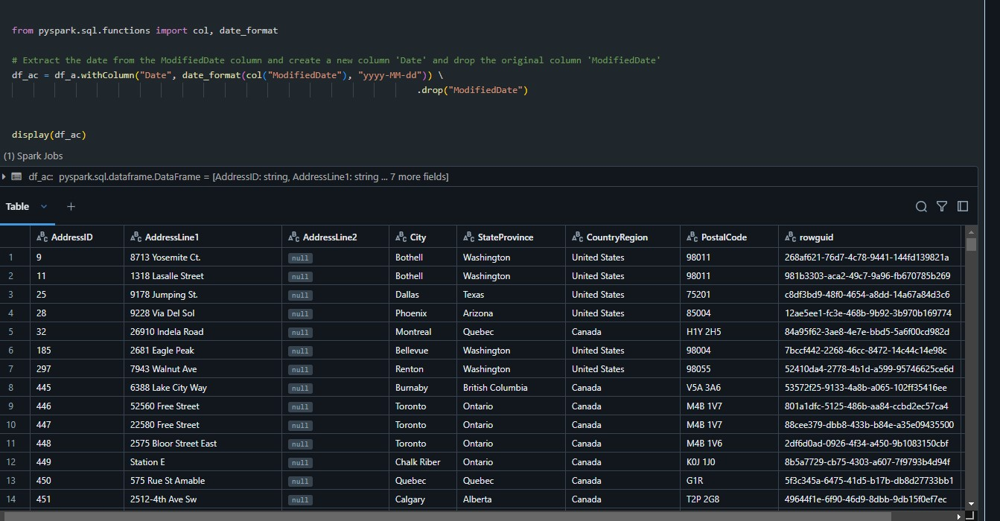 from pyspark.sql.functions import col, date_format
# Extract the date from the ModifiedDate column and create a new column 'Date' and drop the original column 'ModifiedDate'
df_ac = df_a.withColumn("Date", date_format(col("ModifiedDate"), "yyyy-MM-dd")) \
.drop("ModifiedDate")
display(df_ac)
(1) Spark Jobs
df_ac: pyspark.sql.dataframe.DataFrame = [AddressID: string, AddressLine1: string ... 7 more fields]
Table +
ABC AddressID ABC AddressLine1 ABC AddressLine2 ABC City ABC StateProvince ABC CountryRegion ABC PostalCode ABC rowguid
1 9 8713 Yosemite Ct. null Bothell Washington United States 98011 268af621-76d7-4c78-9441-144fd139821a
2 11 1318 Lasalle Street null Bothell Washington United States 98011 981b3303-aca2-49c7-9a96-fb670785b269
3 25 9178 Jumping St. null Dallas Texas United States 75201 c8df3bd9-48f0-4654-a8dd-14a67a84d3c6
4 28 9228 Via Del Sol null Phoenix Arizona United States 85004 12ae5ee1-fc3e-468b-9b92-3b970b169774
5 32 26910 Indela Road null Montreal Quebec Canada H1Y 2H5 84a95f62-3ae8-4e7e-bbd5-5a6f00cd982d
6 185 2681 Eagle Peak null Bellevue Washington United States 98004 7bccf442-2268-46cc-8472-14c44c14e98c
7 297 7943 Walnut Ave null Renton Washington United States 98055 52410da4-2778-4b1d-a599-95746625ce6d
8 445 6388 Lake City Way null Burnaby British Columbia Canada V5A 3A6 53572f25-9133-4a8b-a065-102ff35416ee
9 446 52560 Free Street null Toronto Ontario Canada M4B 1V7 801a1dfc-5125-486b-aa84-ccbd2ec57ca4
10 447 22580 Free Street null Toronto Ontario Canada M4B 1V7 88cee379-dbb8-433b-b84e-a35e09435500
11 448 2575 Bloor Street East null Toronto Ontario Canada M4B 1V6 2df6d0ad-0926-4f34-a450-9b1083150cbf
12 449 Station E null Chalk Riber Ontario Canada K0J 1J0 8b5a7729-cb75-4303-a607-7f9793b4d94f
13 450 575 Rue St Amable null Quebec Quebec Canada G1R 5f3c345a-6475-41d5-b17b-db8d27733bb1
14 451 2512-4th Ave Sw null Calgary Alberta Canada T2P 2G8 49644f1e-6f90-46d9-8dbb-9db15f0ef7ec